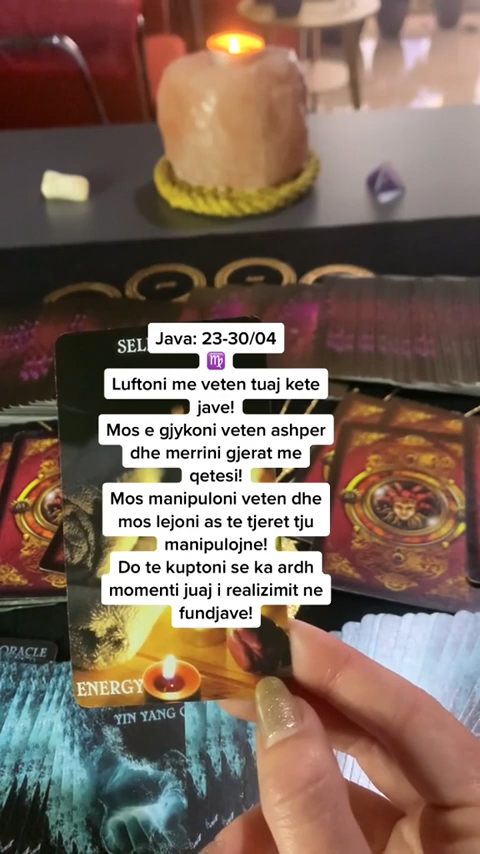 Java: 23-30/04
♍
Luftoni me veten tuaj kete
jave!
Mos e gjykoni veten ashper
dhe merrini gjerat me
qetesi!
Mos manipuloni veten dhe
mos lejoni as te tjeret tju
manipulojne!
Do te kuptoni se ka ardh
momenti juaj i realizimit ne
fundjave!
ENERGY
ORACLE
YIN YANG